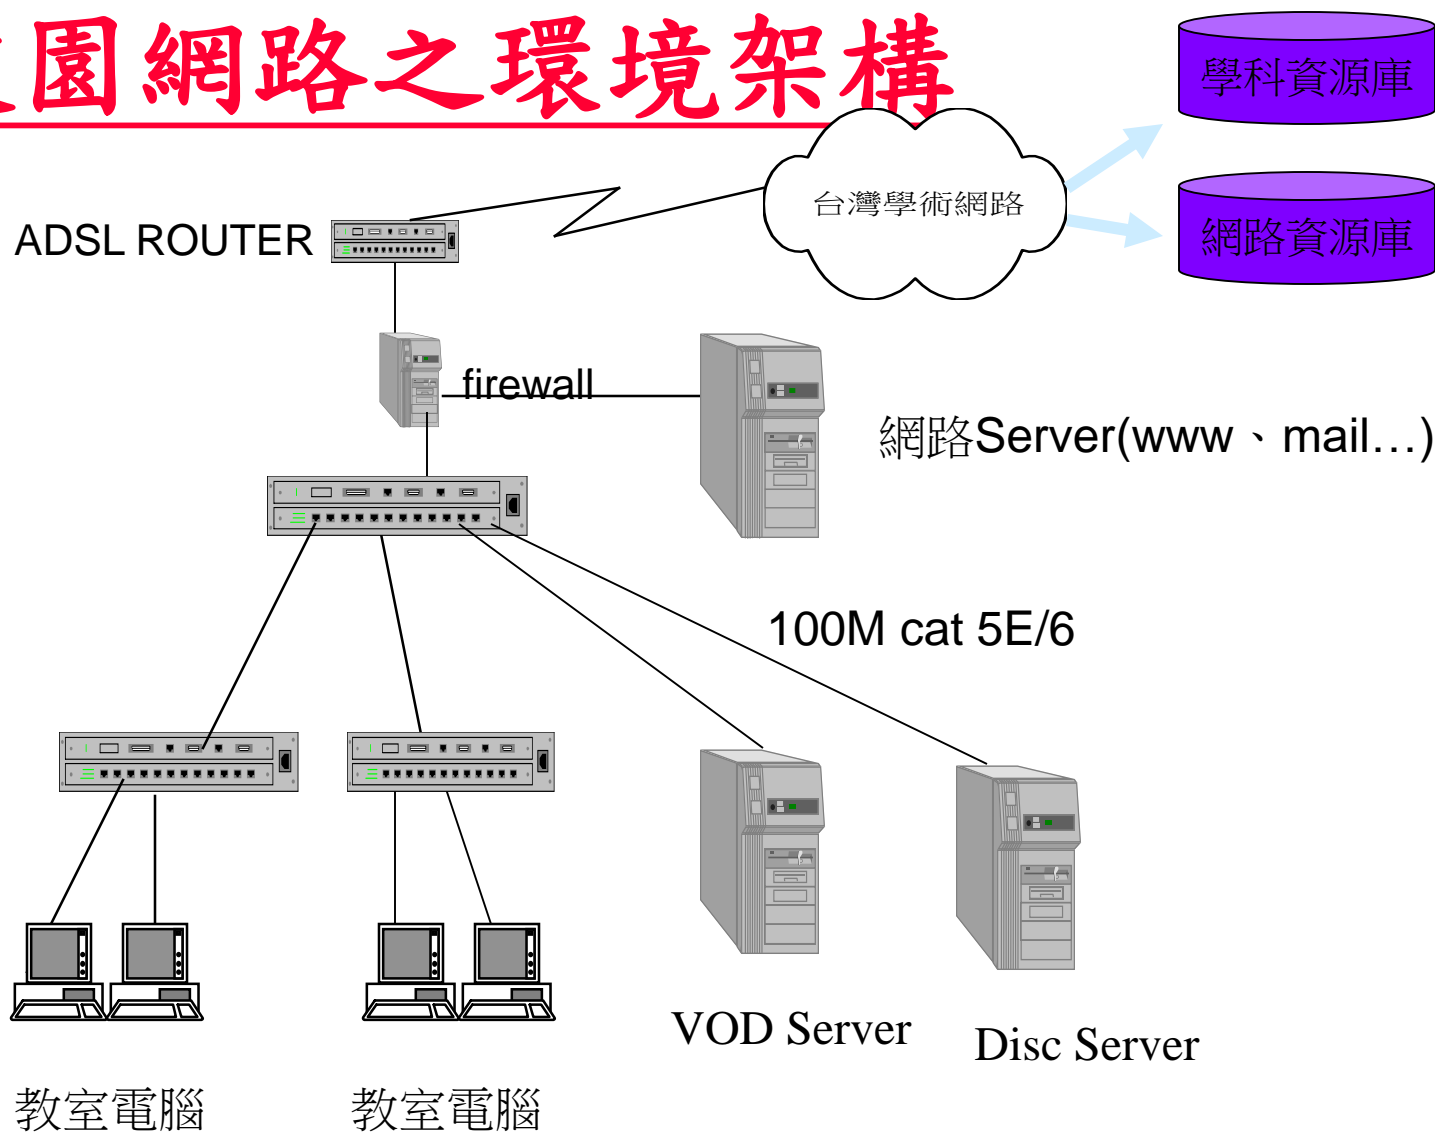 園網路之環境架構
學科資源庫
台灣學術網路
ADSL ROUTER
網路資源庫
firewall
網路Server(www、mail…)
100M cat 5E/6
VOD Server
Disc Server
教室電腦
教室電腦